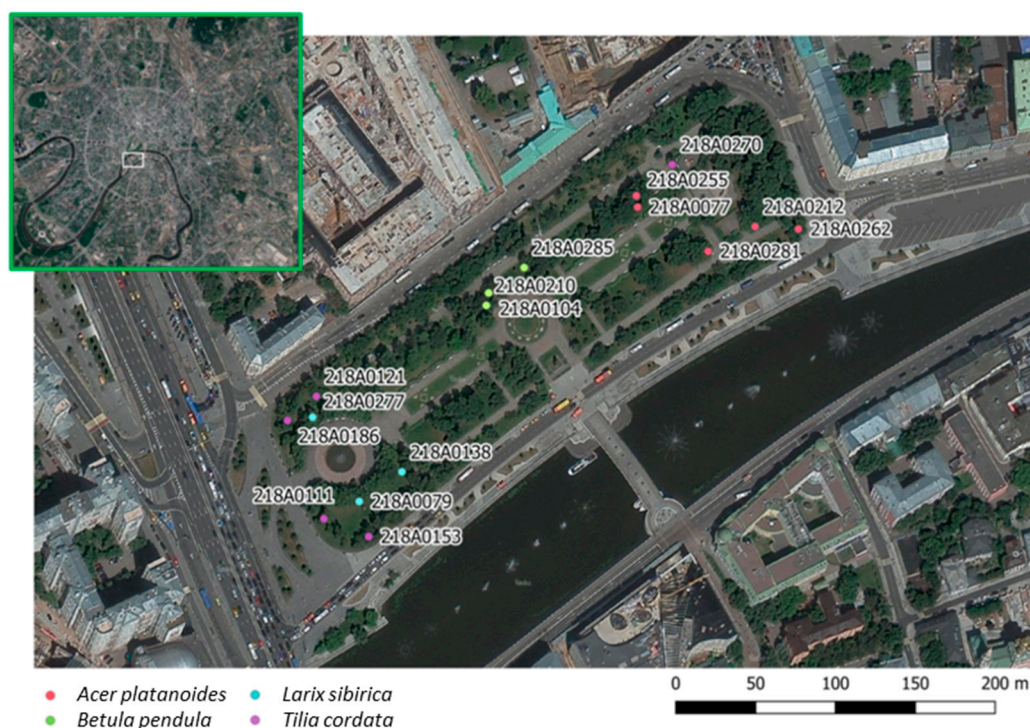 218A0270
218A0255
218A0077
218A0212
218A0262
218A0281
218A0285
218A0210
218A0104
218A0121
218A0277
218A0186
218A0138
218A0111
218A0079
218A0153
Acer platanoides
Larix sibirica
Betula pendula
Tilia cordata
0 50 100 150 200 m